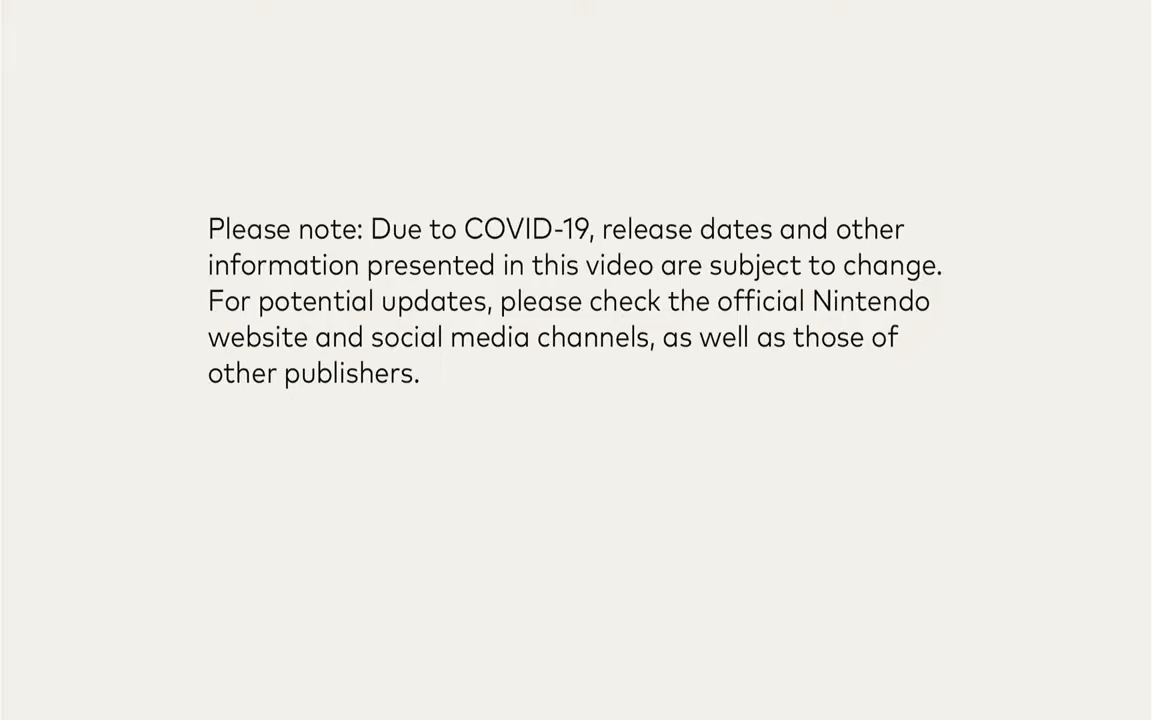 Please note: Due to COVID-19, release dates and other
information presented in this video are subject to change.
For potential updates, please check the official Nintendo
website and social media channels, as well as those of
other publishers.